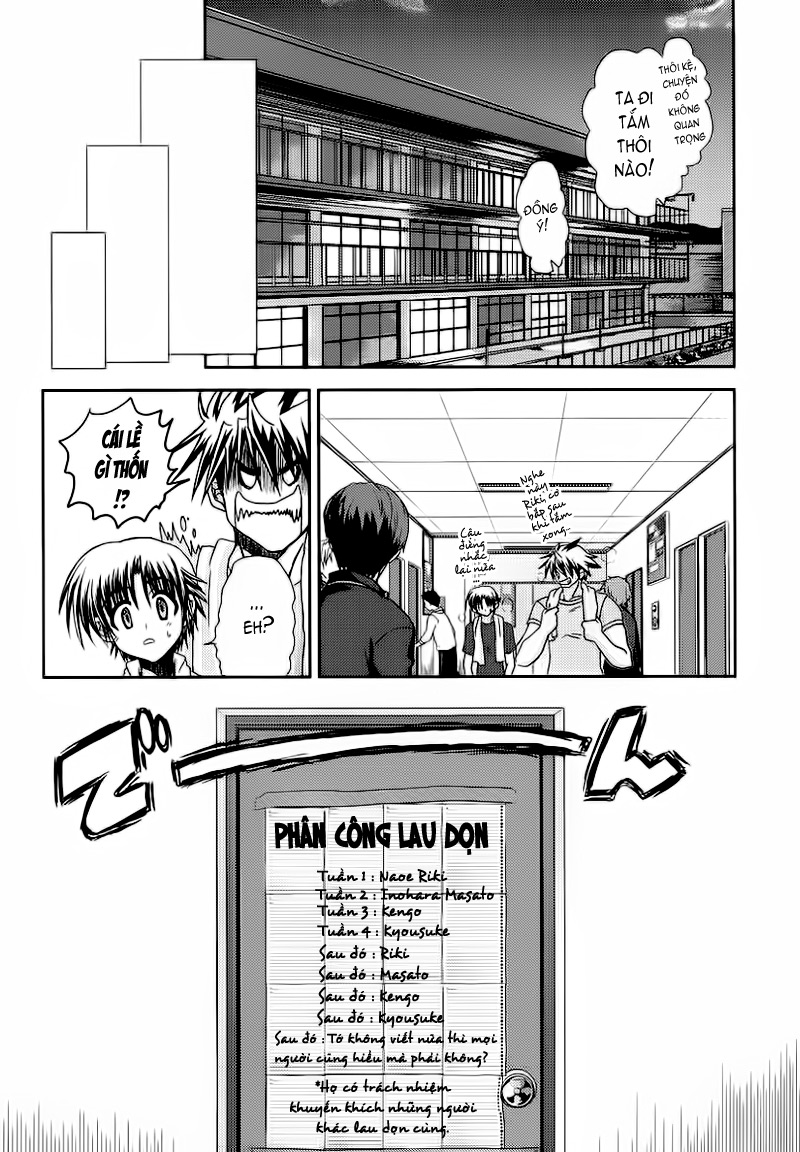 THÔI KỆ,
CHUYỆN
ĐÓ
KHÔNG
QUAN
TRỌNG
TA ĐI
TẮM
THÔI
NÀO!
ĐỒNG
Ý!
Nghe
này
Riki, cơ
bắp sau
khi tắm
xong...
Cậu
đừng
nhắc
lại nữa
CÁI LỀ
GÌ THỐN
!?
...
EH?
でーん
PHÂN CÔNG LAU DỌN
Tuần 1 : Naoe Riki
Tuần 2 : Inohara Masato
Tuần 3 : Kengo
Tuần 4 : Kyousuke
Sau đó : Riki
Sau đó : Masato
Sau đó : Kengo
Sau đó : Kyousuke
Sau đó : Tớ không viết nữa thì mọi
người cũng hiểu mà phải không?
*Họ có trách nhiệm
khuyến khích những người
khác lau dọn cùng.